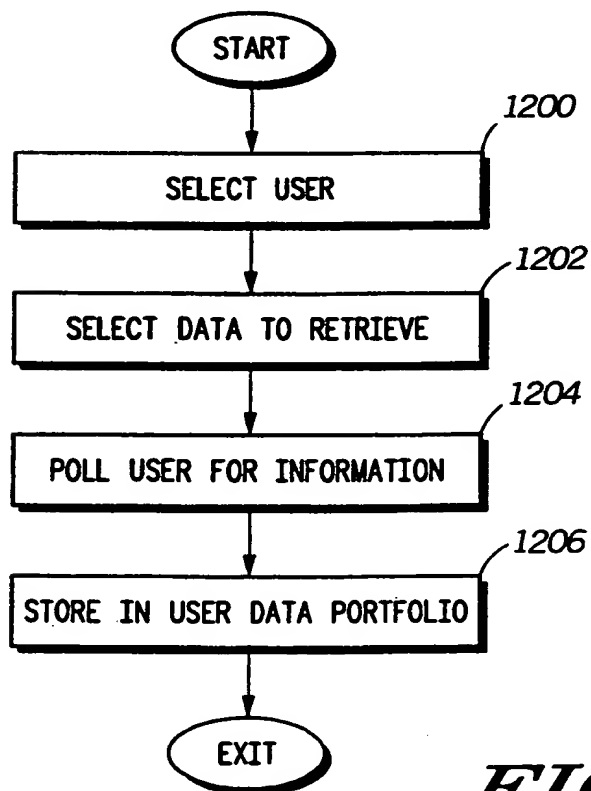 START
1200
SELECT USER
1202
SELECT DATA TO RETRIEVE
1204
POLL USER FOR INFORMATION
1206
STORE IN USER DATA PORTFOLIO
EXIT